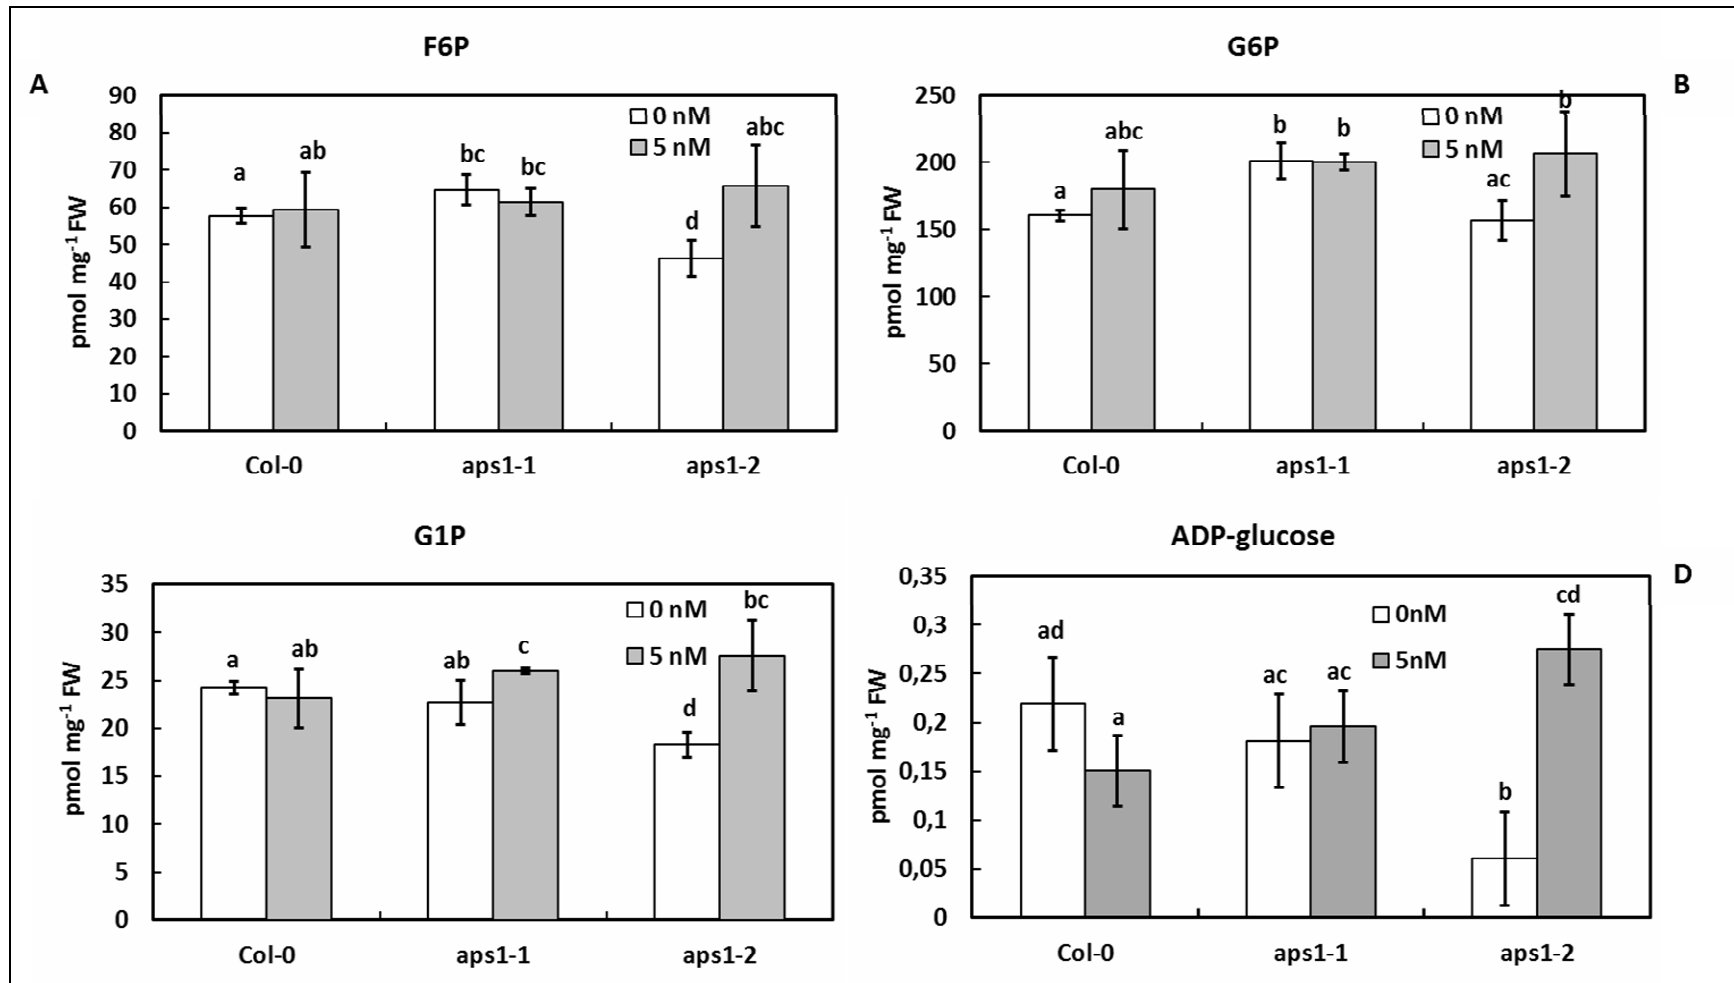 F6P
A
90
80
70
60
50
40
30
20
10
0
pmol mg⁻¹ FW
0 nM
5 nM
a
ab
bc
bc
d
abc
Col-0
aps1-1
aps1-2
G6P
B
250
200
150
100
50
0
pmol mg⁻¹ FW
0 nM
5 nM
a
abc
b
b
ac
b
Col-0
aps1-1
aps1-2
G1P
35
30
25
20
15
10
5
0
pmol mg⁻¹ FW
0 nM
5 nM
a
ab
ab
c
d
bc
Col-0
aps1-1
aps1-2
ADP-glucose
D
0,35
0,3
0,25
0,2
0,15
0,1
0,05
0
pmol mg⁻¹ FW
0nM
5nM
ad
a
ac
ac
b
cd
Col-0
aps1-1
aps1-2